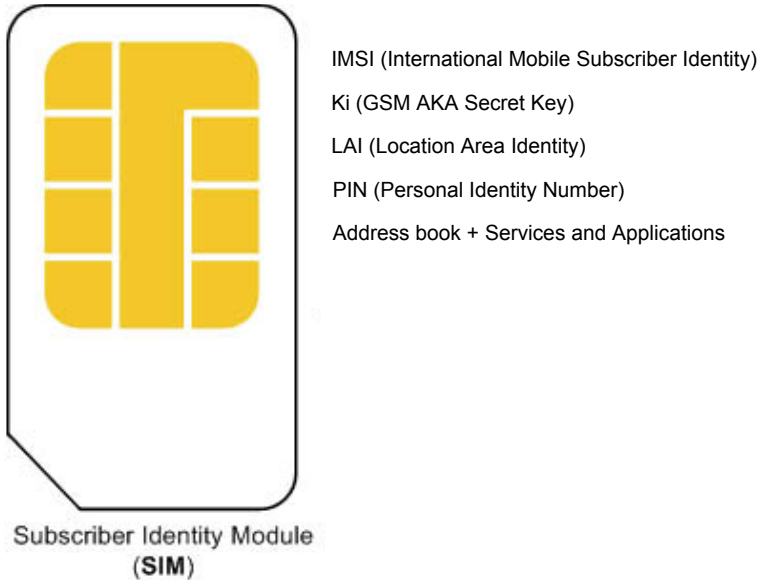 IMSI (International Mobile Subscriber Identity)
Ki (GSM AKA Secret Key)
LAI (Location Area Identity)
PIN (Personal Identity Number)
Address book + Services and Applications
Subscriber Identity Module
(SIM)